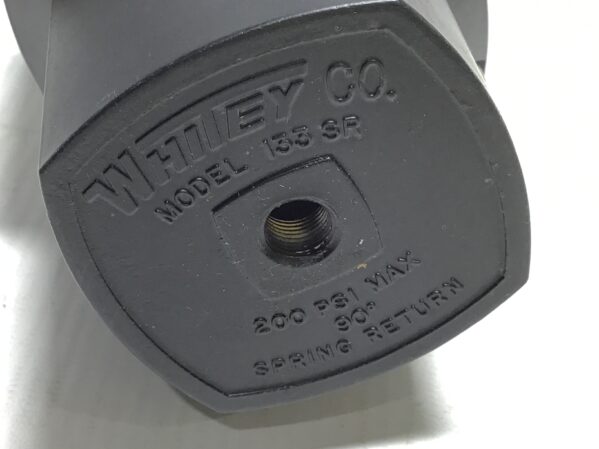 WHITEY CO.
MODEL 133 SR
200 PSI MAX
90°
SPRING RETURN